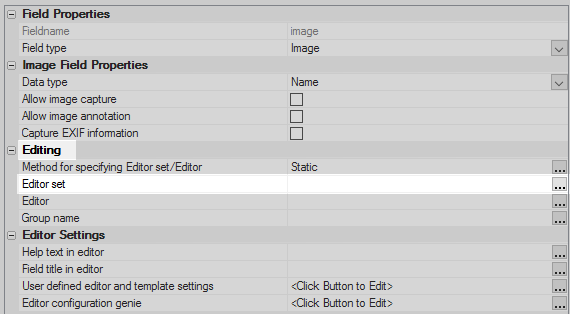 Field Properties
Fieldname image
Field type Image
Image Field Properties
Data type Name
Allow image capture
Allow image annotation
Capture EXIF information
Editing
Method for specifying Editor set/Editor Static ...
Editor set ...
Editor ...
Group name ...
Editor Settings
Help text in editor ...
Field title in editor ...
User defined editor and template settings <Click Button to Edit> ...
Editor configuration genie <Click Button to Edit> ...